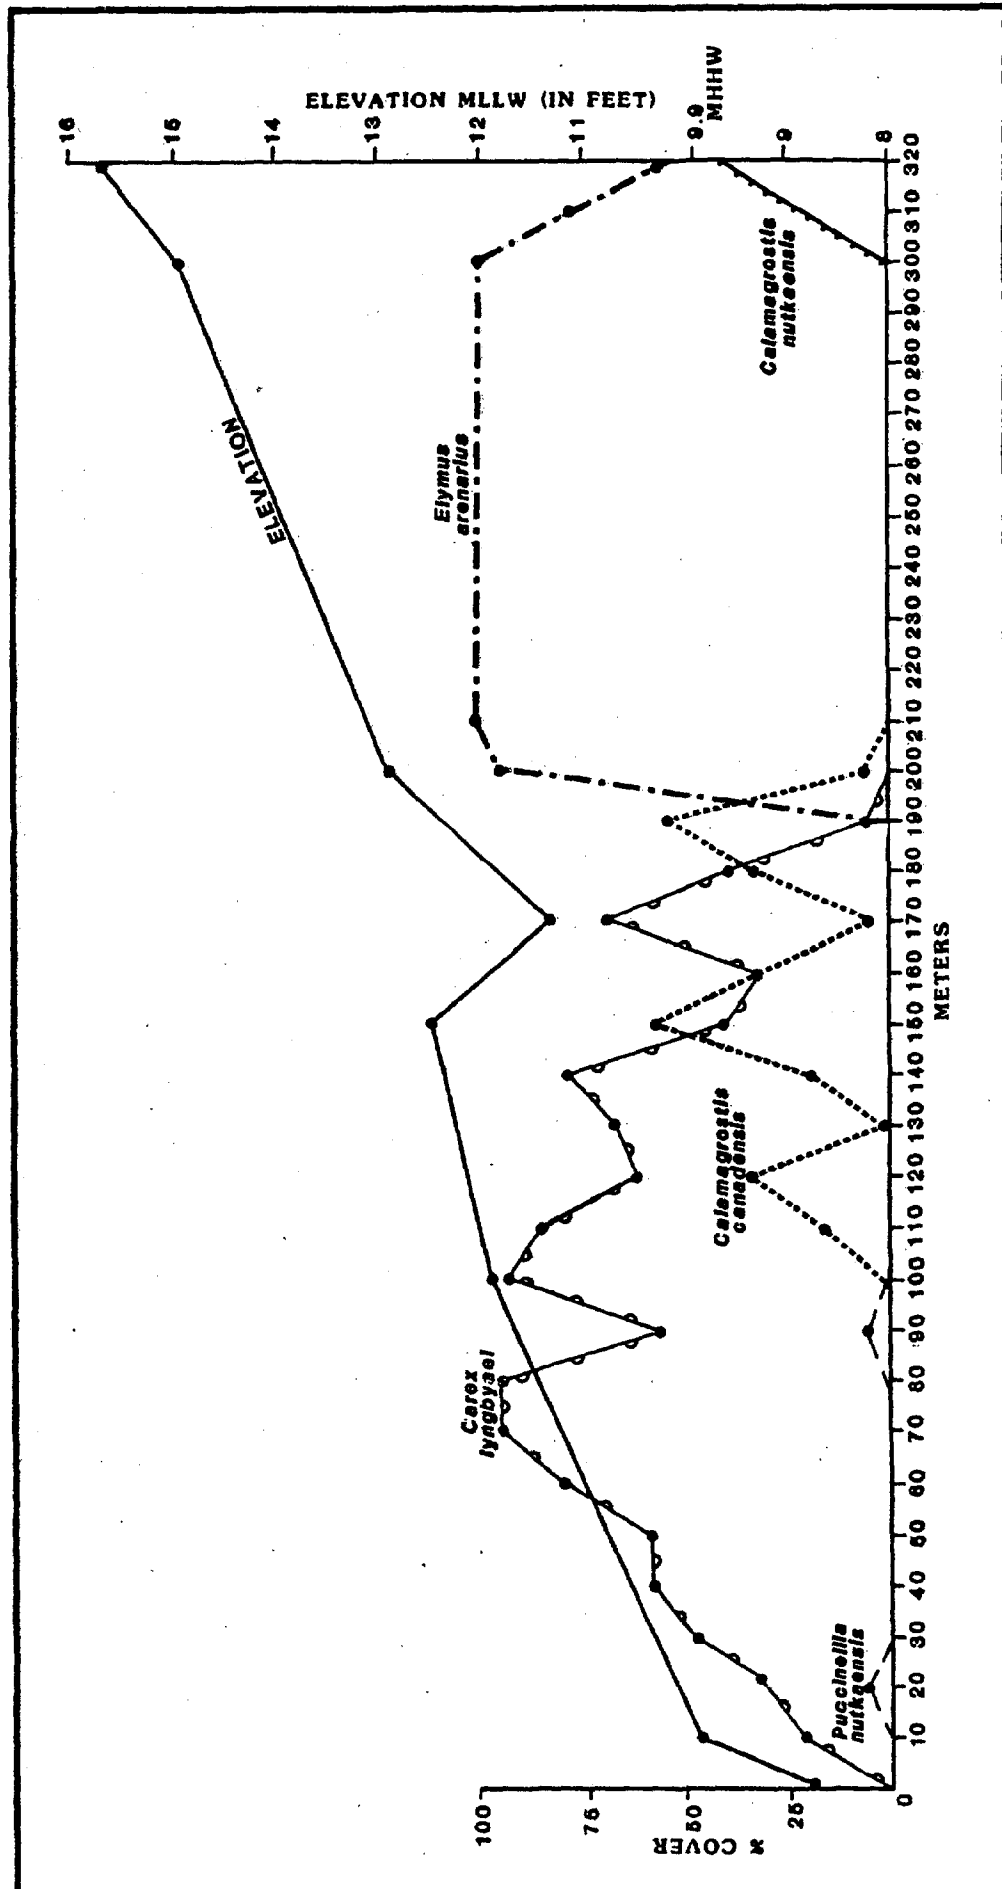 ELEVATION MLLW (IN FEET)
16
15
14
13
12
11
9.9
MHHW
9
8
ELEVATION
Elymus
arenarius
Calamagrostis
nutkaensis
Carex
lyngbyaei
Calamagrostis
canadensis
Puccinellia
nutkaensis
100
75
50
25
% COVER
0 10 20 30 40 50 60 70 80 90 100 110 120 130 140 150 160 170 180 190 200 210 220 230 240 250 260 270 280 290 300 310 320
METERS